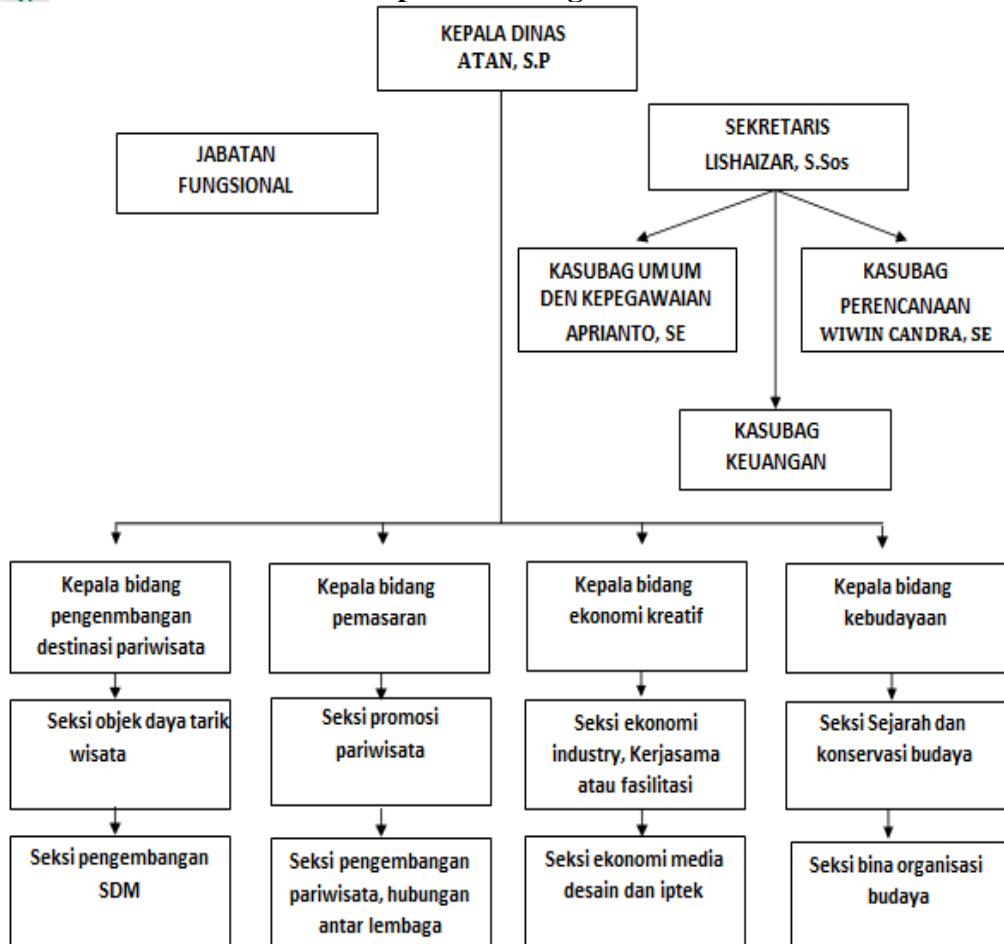 KEPALA DINAS
ATAN, S.P
SEKRETARIS
LISHAIZAR, S.Sos
JABATAN
FUNGSIONAL
KASUBAG UMUM
DEN KEPEGAWAIAN
APRIANTO, SE
KASUBAG
PERENCANAAN
WIWIN CANDRA, SE
KASUBAG
KEUANGAN
Kepala bidang
pengenmbangan
destinasi pariwisata
Kepala bidang
pemasaran
Kepala bidang
ekonomi kreatif
Kepala bidang
kebudayaan
Seksi objek daya tarik
wisata
Seksi promosi
pariwisata
Seksi ekonomi
industry, Kerjasama
atau fasilitasi
Seksi Sejarah dan
konservasi budaya
Seksi pengembangan
SDM
Seksi pengembangan
pariwisata, hubungan
antar lembaga
Seksi ekonomi media
desain dan iptek
Seksi bina organisasi
budaya